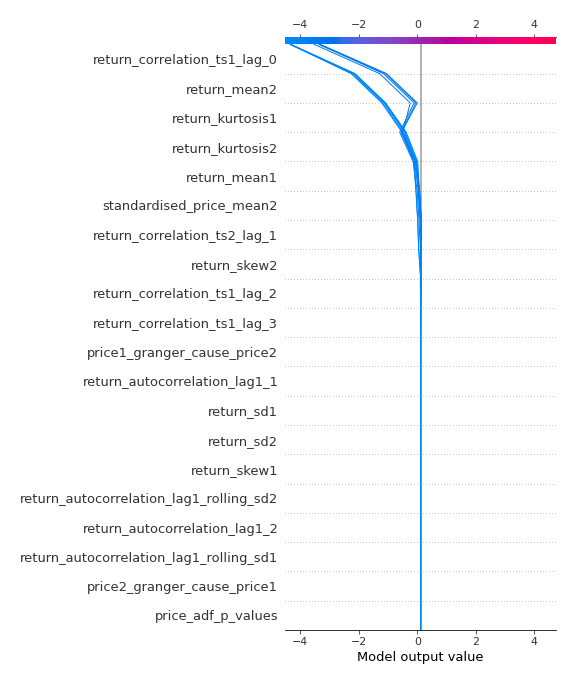 −4 −2 0 2 4
return_correlation_ts1_lag_0
return_mean2
return_kurtosis1
return_kurtosis2
return_mean1
standardised_price_mean2
return_correlation_ts2_lag_1
return_skew2
return_correlation_ts1_lag_2
return_correlation_ts1_lag_3
price1_granger_cause_price2
return_autocorrelation_lag1_1
return_sd1
return_sd2
return_skew1
return_autocorrelation_lag1_rolling_sd2
return_autocorrelation_lag1_2
return_autocorrelation_lag1_rolling_sd1
price2_granger_cause_price1
price_adf_p_values
−4 −2 0 2 4
Model output value